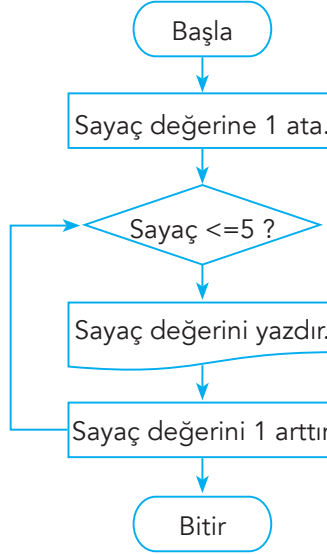 Başla
Sayaç değerine 1 ata.
Sayaç <=5 ?
Sayaç değerini yazdır.
Sayaç değerini 1 arttır
Bitir